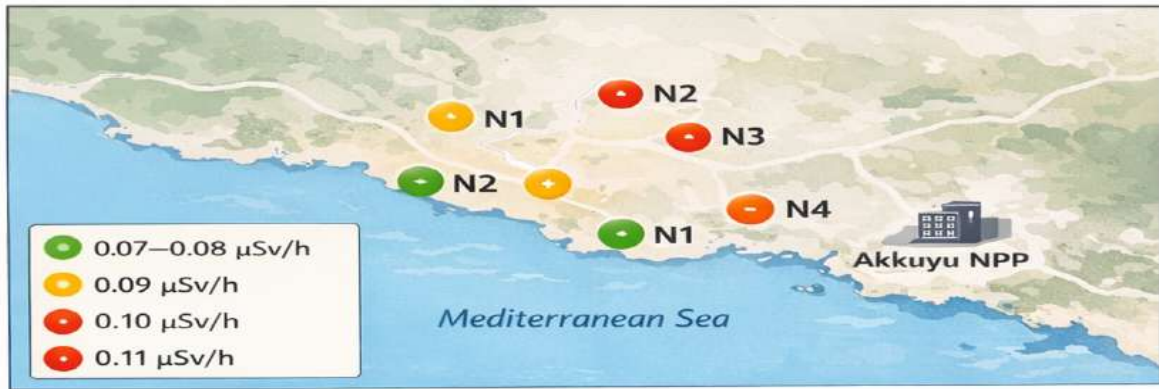 N2
N1
N3
N2
N4
N1
Akkuyu NPP
0.07—0.08 μSv/h
0.09 μSv/h
0.10 μSv/h
0.11 μSv/h
Mediterranean Sea